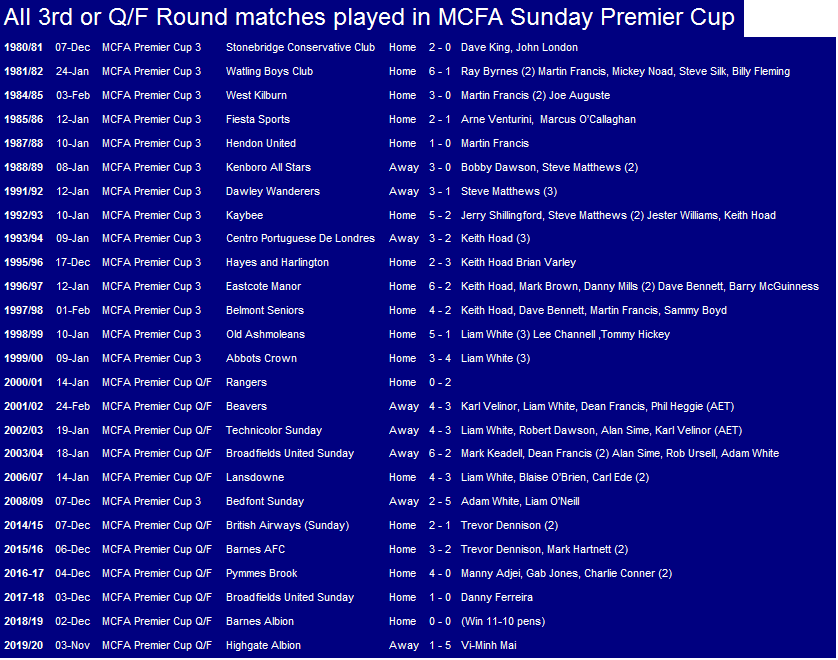 All 3rd or Q/F Round matches played in MCFA Sunday Premier Cup
1980/81 07-Dec MCFA Premier Cup 3 Stonebridge Conservative Club Home 2 - 0 Dave King, John London
1981/82 24-Jan MCFA Premier Cup 3 Watling Boys Club Home 6 - 1 Ray Byrnes (2) Martin Francis, Mickey Noad, Steve Silk, Billy Fleming
1984/85 03-Feb MCFA Premier Cup 3 West Kilburn Home 3 - 0 Martin Francis (2) Joe Auguste
1985/86 12-Jan MCFA Premier Cup 3 Fiesta Sports Home 2 - 1 Arne Venturini, Marcus O'Callaghan
1987/88 10-Jan MCFA Premier Cup 3 Hendon United Home 1 - 0 Martin Francis
1988/89 08-Jan MCFA Premier Cup 3 Kenboro All Stars Away 3 - 0 Bobby Dawson, Steve Matthews (2)
1991/92 12-Jan MCFA Premier Cup 3 Dawley Wanderers Away 3 - 1 Steve Matthews (3)
1992/93 10-Jan MCFA Premier Cup 3 Kaybee Home 5 - 2 Jerry Shillingford, Steve Matthews (2) Jester Williams, Keith Hoad
1993/94 09-Jan MCFA Premier Cup 3 Centro Portuguese De Londres Away 3 - 2 Keith Hoad (3)
1995/96 17-Dec MCFA Premier Cup 3 Hayes and Harlington Home 2 - 3 Keith Hoad Brian Varley
1996/97 12-Jan MCFA Premier Cup 3 Eastcote Manor Home 6 - 2 Keith Hoad, Mark Brown, Danny Mills (2) Dave Bennett, Barry McGuinness
1997/98 01-Feb MCFA Premier Cup 3 Belmont Seniors Home 4 - 2 Keith Hoad, Dave Bennett, Martin Francis, Sammy Boyd
1998/99 10-Jan MCFA Premier Cup 3 Old Ashmoleans Home 5 - 1 Liam White (3) Lee Channell ,Tommy Hickey
1999/00 09-Jan MCFA Premier Cup 3 Abbots Crown Home 3 - 4 Liam White (3)
2000/01 14-Jan MCFA Premier Cup Q/F Rangers Home 0 - 2
2001/02 24-Feb MCFA Premier Cup Q/F Beavers Away 4 - 3 Karl Velinor, Liam White, Dean Francis, Phil Heggie (AET)
2002/03 19-Jan MCFA Premier Cup Q/F Technicolor Sunday Away 4 - 3 Liam White, Robert Dawson, Alan Sime, Karl Velinor (AET)
2003/04 18-Jan MCFA Premier Cup Q/F Broadfields United Sunday Away 6 - 2 Mark Keadell, Dean Francis (2) Alan Sime, Rob Ursell, Adam White
2006/07 14-Jan MCFA Premier Cup Q/F Lansdowne Home 4 - 3 Liam White, Blaise O'Brien, Carl Ede (2)
2008/09 07-Dec MCFA Premier Cup 3 Bedfont Sunday Away 2 - 5 Adam White, Liam O'Neill
2014/15 07-Dec MCFA Premier Cup Q/F British Airways (Sunday) Home 2 - 1 Trevor Dennison (2)
2015/16 06-Dec MCFA Premier Cup Q/F Barnes AFC Home 3 - 2 Trevor Dennison, Mark Hartnett (2)
2016-17 04-Dec MCFA Premier Cup Q/F Pymmes Brook Home 4 - 0 Manny Adjei, Gab Jones, Charlie Conner (2)
2017-18 03-Dec MCFA Premier Cup Q/F Broadfields United Sunday Home 1 - 0 Danny Ferreira
2018/19 02-Dec MCFA Premier Cup Q/F Barnes Albion Home 0 - 0 (Win 11-10 pens)
2019/20 03-Nov MCFA Premier Cup Q/F Highgate Albion Away 1 - 5 Vi-Minh Mai